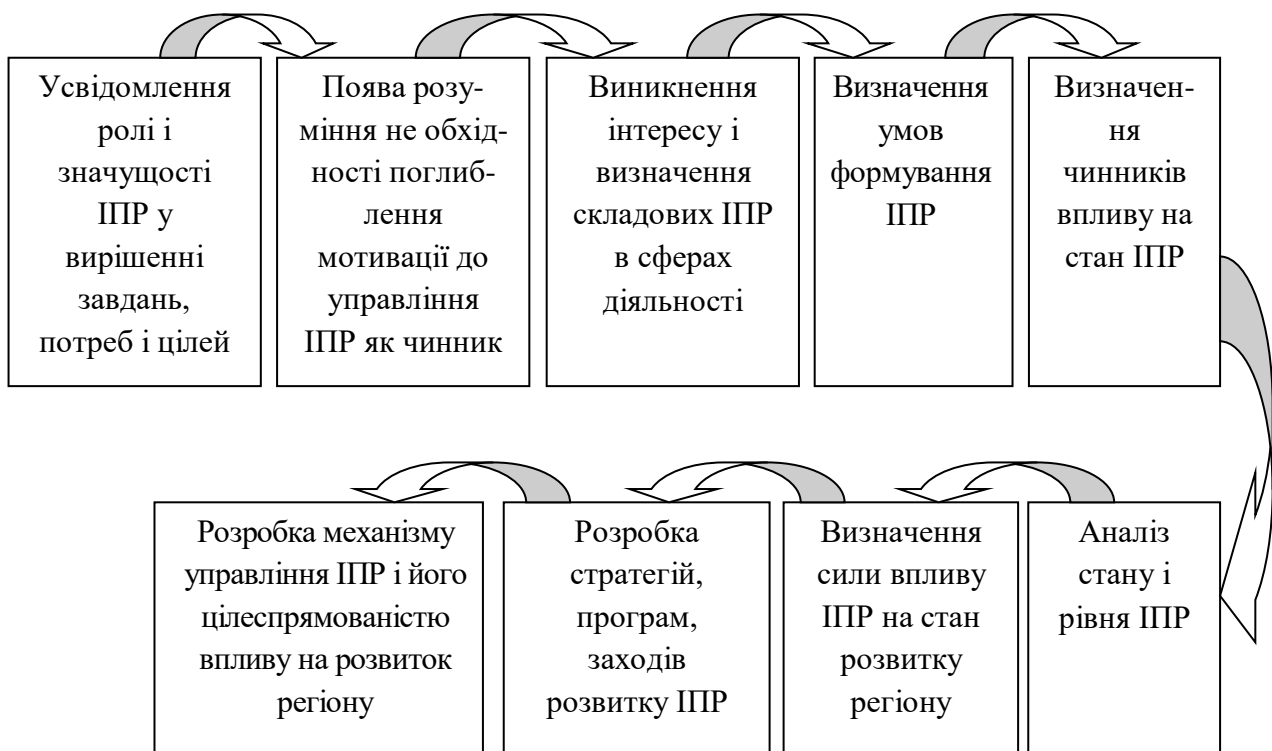 Усвідомлення
ролі і
значущості
ІПР у
вирішенні
завдань,
потреб і цілей
Поява розу-
міння не обхід-
ності поглиб-
лення
мотивації до
управління
ІПР як чинник
Виникнення
інтересу і
визначення
складових ІПР
в сферах
діяльності
Визначення
умов
формування
ІПР
Визначен-
ня
чинників
впливу на
стан ІПР
Аналіз
стану і
рівня ІПР
Визначення
сили впливу
ІПР на стан
розвитку
регіону
Розробка
стратегій,
програм,
заходів
розвитку ІПР
Розробка механізму
управління ІПР і його
цілеспрямованістю
впливу на розвиток
регіону